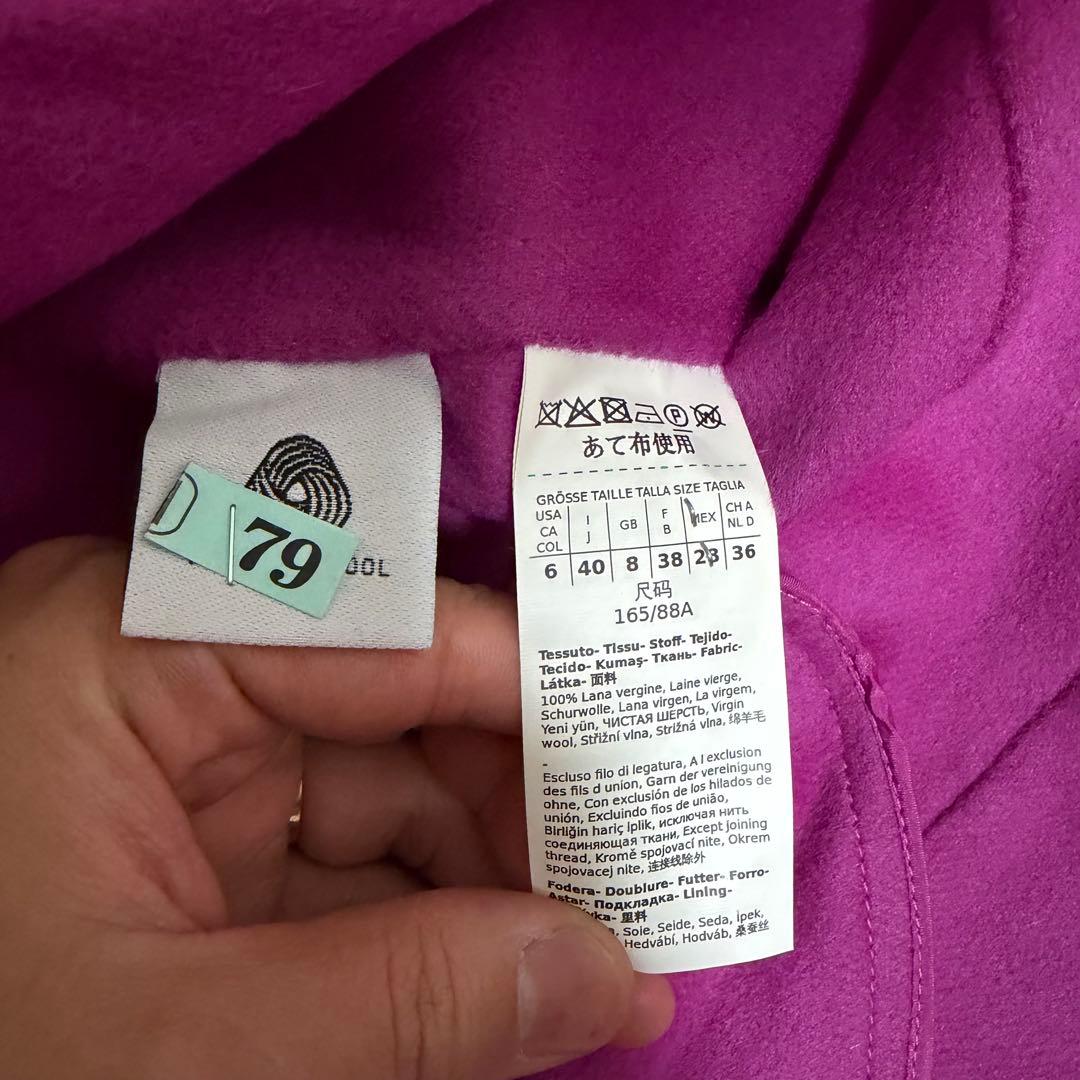 79
OOL
あて布使用
GRÖSSE TAILLE TALLA SIZE TAGLIA
USA CA COL I J GB F B MEX CH A NL D
6 40 8 38 28 36
尺码
165/88A
Tessuto- Tissu- Stoff- Tejido-
Tecido- Kumaş- Ткань- Fabric-
Látka- 面料
100% Lana vergine, Laine vierge,
Schurwolle, Lana virgen, La virgem,
Yeni yün, ЧИСТАЯ ШЕРСТЬ, Virgin
wool, Střižní vlna, Strižná vlna, 绵羊毛
-
Escluso filo di legatura, A l exclusion
des fils d union, Garn der vereinigung
ohne, Con exclusión de los hilados de
unión, Excluindo fios de união,
Birliğin hariç iplik, исключая нить
соединяющая ткани, Except joining
thread, Kromě spojovací nite, Okrem
spojovacej nite, 连接线除外
Fodera- Doublure- Futter- Forro-
Astar- Подкладка- Lining-
vka- 里料
, Soie, Seide, Seda, İpek,
Hedvábí, Hodváb, 桑蚕丝